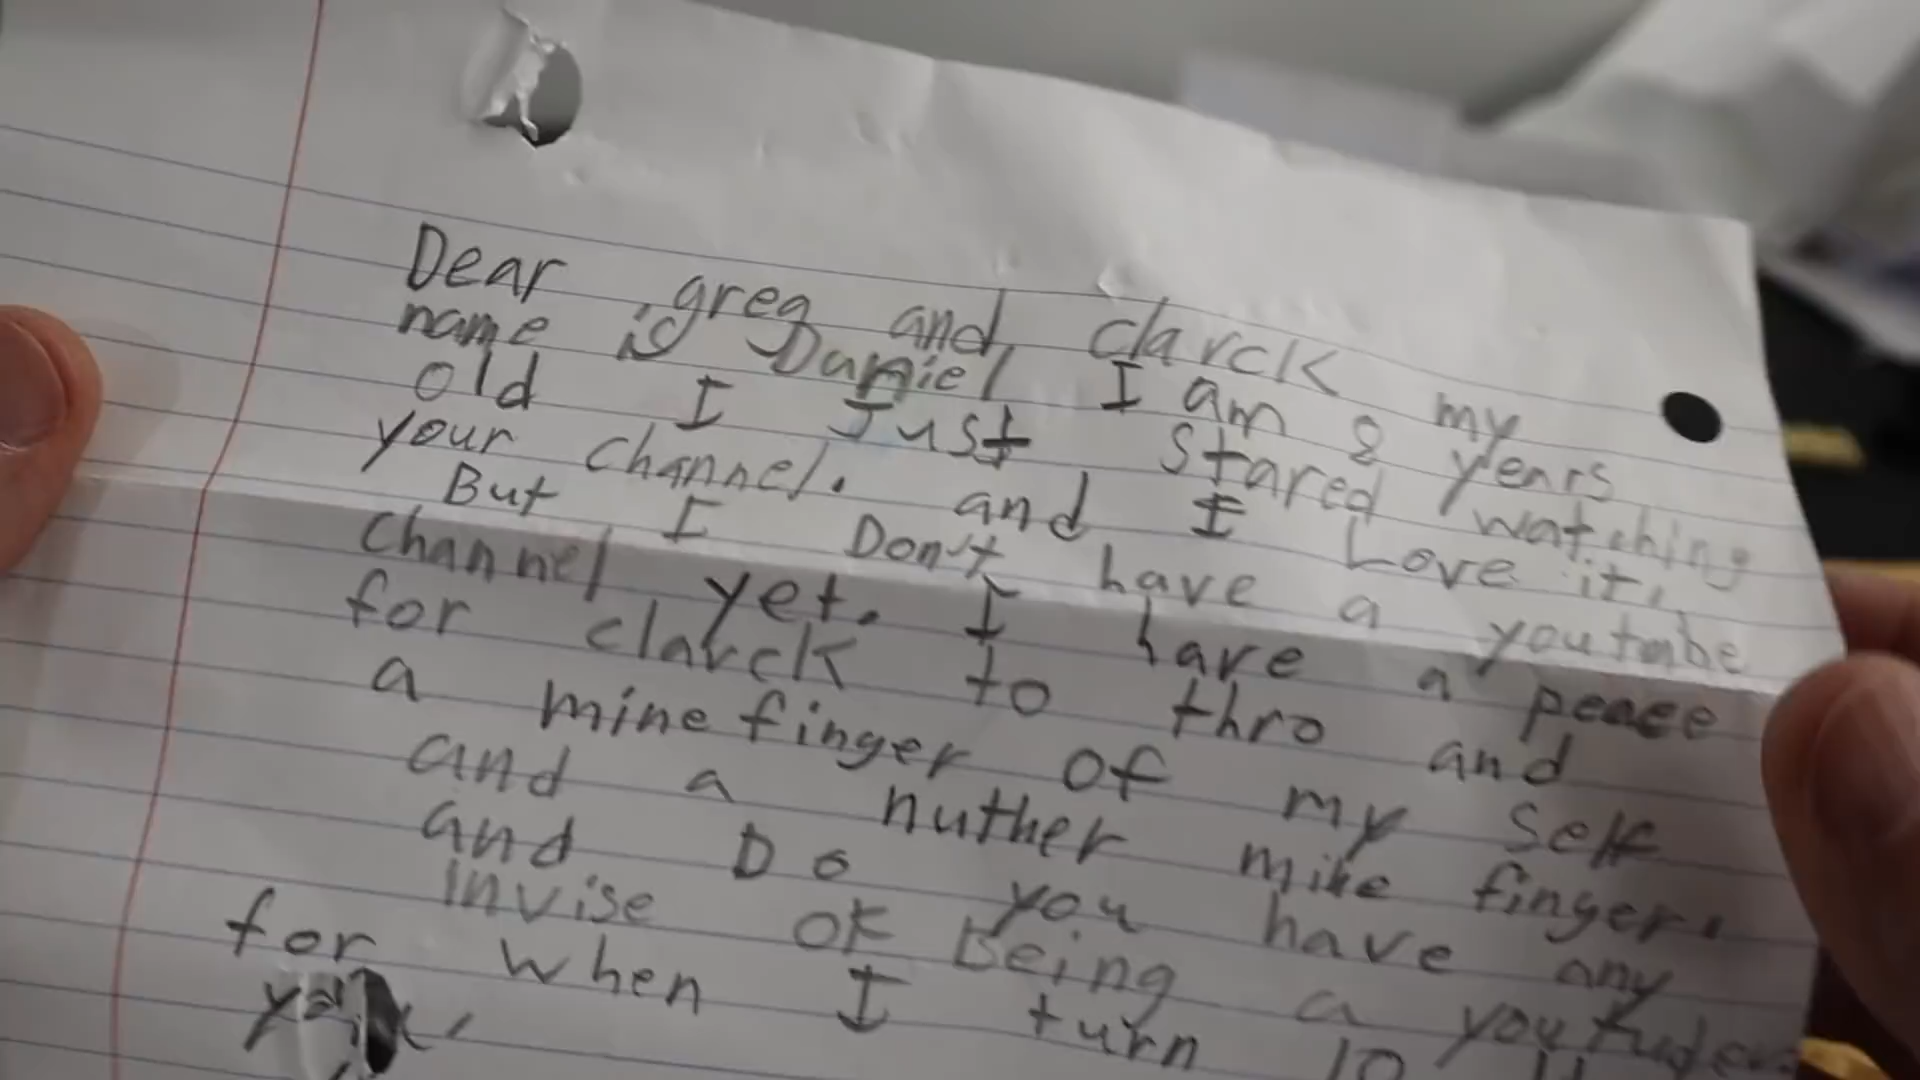 Dear greg and clarck my
name is Daniel I am 8 years
old I Just Stared watching
your channel. and I Love it.
But I Don't have a youtube
channel yet. I have a peace
for clarck to thro and
a mine finger of my self
and a nuther mike finger.
and Do you have any
invise of Being a youtuder
for when I turn 10